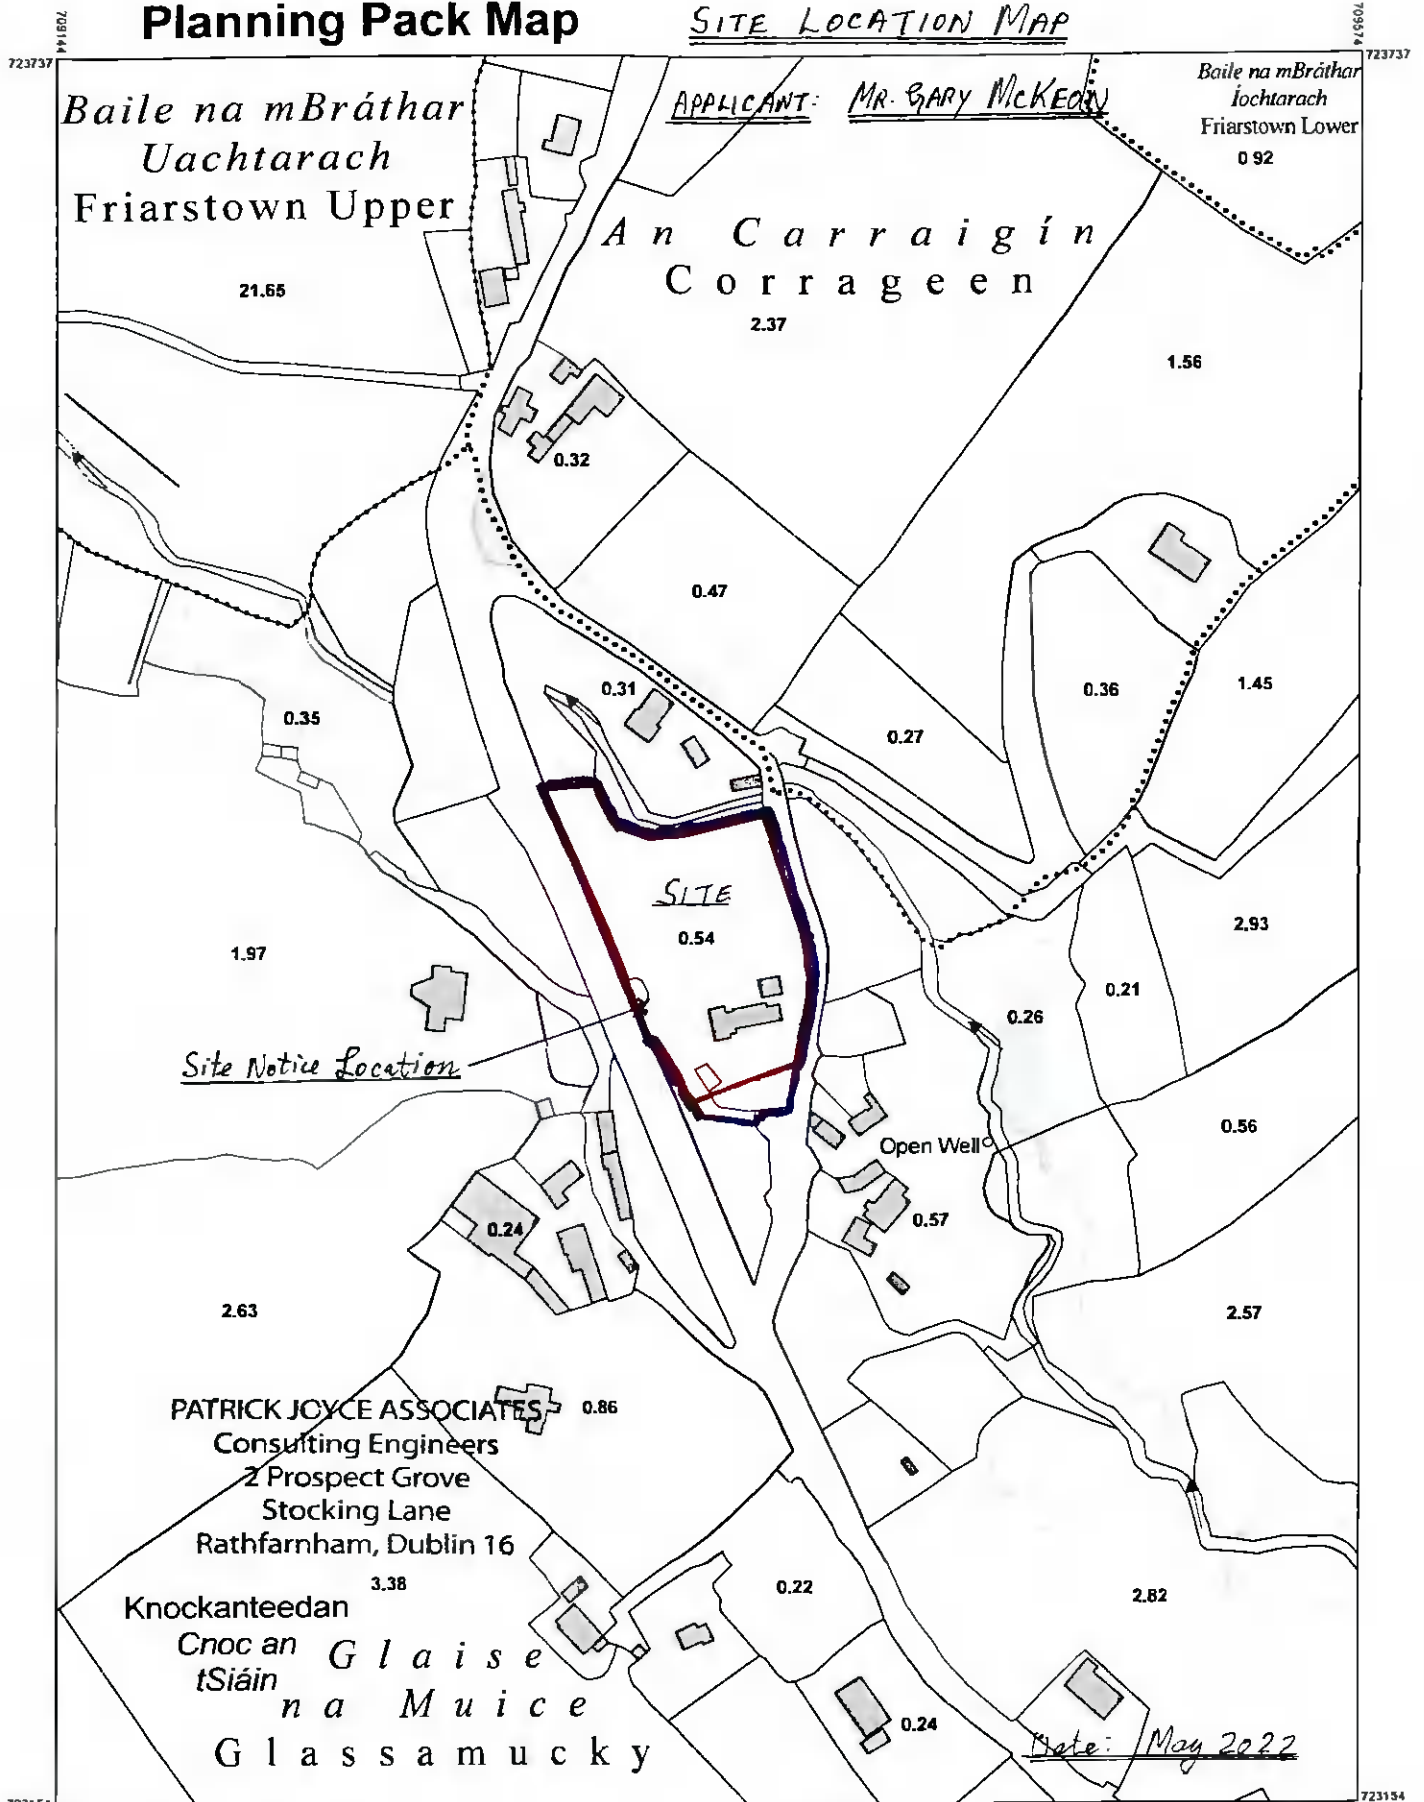 Planning Pack Map
SITE LOCATION MAP
709144
709574
723737
723737
APPLICANT: MR. GARY MCKEON
Baile na mBráthar
Uachtarach
Friarstown Upper
21.65
Baile na mBráthar
Íochtarach
Friarstown Lower
0 92
An Carraigín
Corrageen
2.37
1.56
0.32
0.47
0.31
0.36
1.45
0.35
0.27
SITE
0.54
2.93
1.97
0.21
0.26
Site Notice Location
Open Well
0.56
0.24
0.57
2.63
2.57
PATRICK JOYCE ASSOCIATES
Consulting Engineers
2 Prospect Grove
Stocking Lane
Rathfarnham, Dublin 16
0.86
3.38
0.22
2.82
Knockanteedan
Cnoc an
tSiáin
Glaise
na Muice
Glassamucky
0.24
Date: May 2022
723154